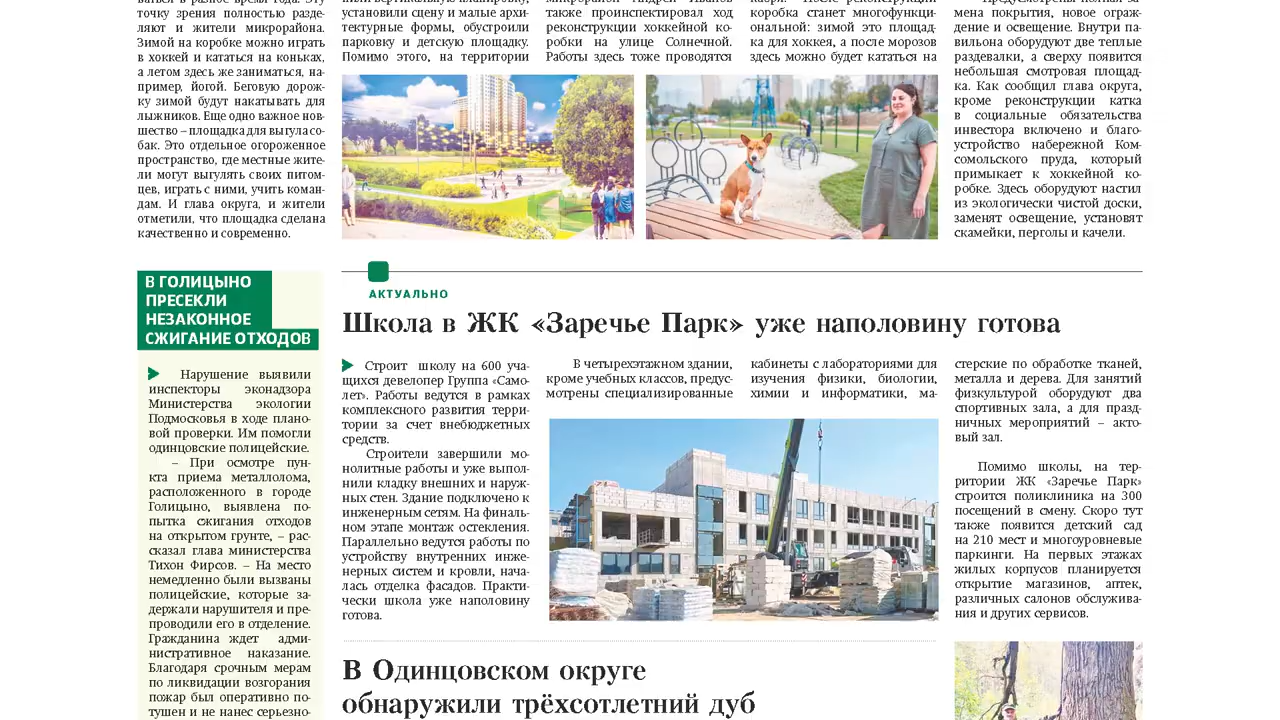 точку зрения полностью разде-
ляют и жители микрорайона.
Зимой на коробке можно играть
в хоккей и кататься на коньках,
а летом здесь же заниматься, на-
пример, йогой. Беговую дорож-
ку зимой будут накатывать для
лыжников. Еще одно важное нов-
шество – площадка для выгула со-
бак. Это отдельное огороженное
пространство, где местные жите-
ли могут выгулять своих питом-
цев, играть с ними, учить коман-
дам. И глава округа, и жители
отметили, что площадка сделана
качественно и современно.
установили сцену и малые архи-
тектурные формы, обустроили
парковку и детскую площадку.
Помимо этого, на территории
также проинспектировал ход
реконструкции хоккейной ко-
робки на улице Солнечной.
Работы здесь тоже проводятся
коробка станет многофункци-
ональной: зимой это площад-
ка для хоккея, а после морозов
здесь можно будет кататься на
мена покрытия, новое ограж-
дение и освещение. Внутри па-
вильона оборудуют две теплые
раздевалки, а сверху появится
небольшая смотровая площад-
ка. Как сообщил глава округа,
кроме реконструкции катка
в социальные обязательства
инвестора включено и благо-
устройство набережной Ком-
сомольского пруда, который
примыкает к хоккейной ко-
робке. Здесь оборудуют настил
из экологически чистой доски,
заменят освещение, установят
скамейки, перголы и качели.
В ГОЛИЦЫНО
ПРЕСЕКЛИ
НЕЗАКОННОЕ
СЖИГАНИЕ ОТХОДОВ
Нарушение выявили
инспекторы эконадзора
Министерства экологии
Подмосковья в ходе плано-
вой проверки. Им помогли
одинцовские полицейские.
– При осмотре пун-
кта приема металлолома,
расположенного в городе
Голицыно, выявлена по-
пытка сжигания отходов
на открытом грунте, – рас-
сказал глава министерства
Тихон Фирсов. – На место
немедленно были вызваны
полицейские, которые за-
держали нарушителя и пре-
проводили его в отделение.
Гражданина ждет адми-
нистративное наказание.
Благодаря срочным мерам
по ликвидации возгорания
пожар был оперативно по-
тушен и не нанес серьезно-
АКТУАЛЬНО
Школа в ЖК «Заречье Парк» уже наполовину готова
Строит школу на 600 уча-
щихся девелопер Группа «Само-
лет». Работы ведутся в рамках
комплексного развития терри-
тории за счет внебюджетных
средств.
Строители завершили мо-
нолитные работы и уже выпол-
нили кладку внешних и наруж-
ных стен. Здание подключено к
инженерным сетям. На финаль-
ном этапе монтаж остекления.
Параллельно ведутся работы по
устройству внутренних инже-
нерных систем и кровли, нача-
лась отделка фасадов. Практи-
чески школа уже наполовину
готова.
В четырехэтажном здании,
кроме учебных классов, предус-
мотрены специализированные
кабинеты с лабораториями для
изучения физики, биологии,
химии и информатики, ма-
стерские по обработке тканей,
металла и дерева. Для занятий
физкультурой оборудуют два
спортивных зала, а для празд-
ничных мероприятий – акто-
вый зал.
Помимо школы, на тер-
ритории ЖК «Заречье Парк»
строится поликлиника на 300
посещений в смену. Скоро тут
также появится детский сад
на 210 мест и многоуровневые
паркинги. На первых этажах
жилых корпусов планируется
открытие магазинов, аптек,
различных салонов обслужива-
ния и других сервисов.
В Одинцовском округе
обнаружили трёхсотлетний дуб